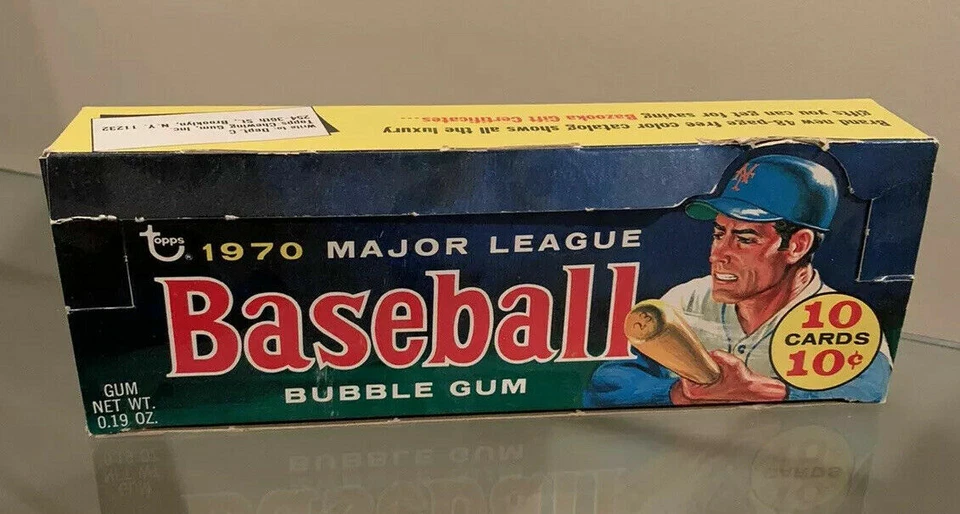 Brand new 16-page free color catalog shows all the luxury
gifts you can get for saving Bazooka Gift Certificates...
Write to: Dept. C
Topps Chewing Gum, Inc.
254 36th St.
Brooklyn, N.Y. 11232
topps
1970 MAJOR LEAGUE
Baseball
BUBBLE GUM
GUM
NET WT.
0.19 OZ.
NY
10
CARDS
10¢